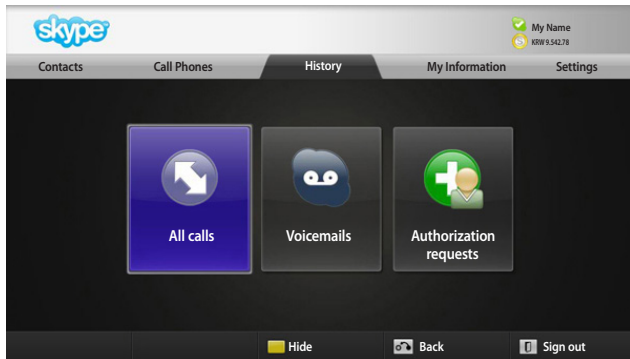 skype
My Name
KRW 9.542.78
Contacts Call Phones History My Information Settings
All calls Voicemails Authorization
requests
Hide Back Sign out